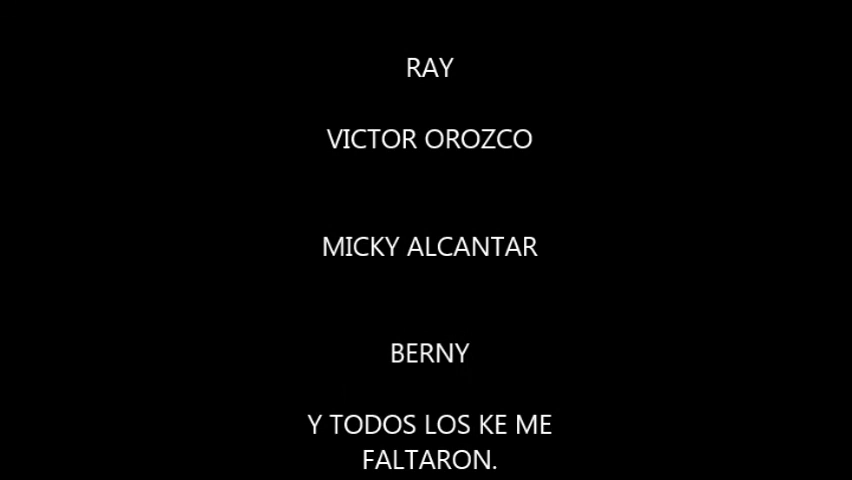 RAY
VICTOR OROZCO
MICKY ALCANTAR
BERNY
Y TODOS LOS KE ME
FALTARON.